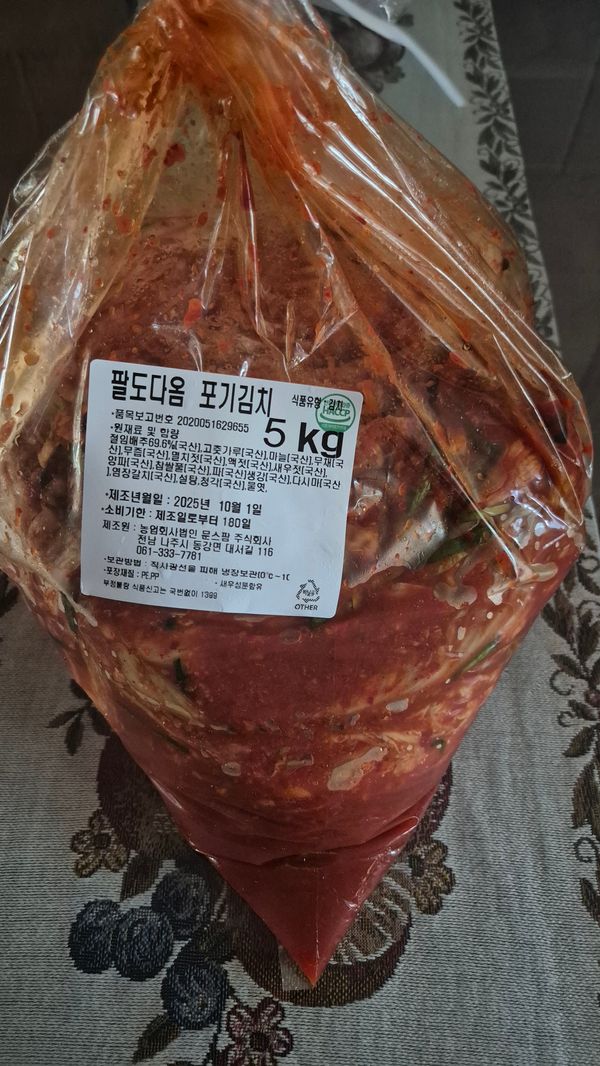 팔도다옴 포기김치
식품유형 : 김치
HACCP
•품목보고번호 2020051629655
5 kg
•원재료 및 함량
절임배추69.6%[국산],고춧가루[국산],마늘[국산],무채[국
산],무즙[국산],멸치젓[국산],액젓[국산],새우젓[국산],
양파[국산],찹쌀풀[국산],파[국산]생강[국산],다시마[국산
],염장갈치[국산],설탕,청각[국산],물엿.
•제조년월일 : 2025년 10월 1일
•소비기한 : 제조일로부터 180일
제조원 : 농업회사법인 문스팜 주식회사
전남 나주시 동강면 대서길 116
061-333-7781
•보관방법 : 직사광선을 피해 냉장보관(0℃~10
•포장재질 : PE,PP
•새우성분함유
부정불량 식품신고는 국번없이 1399
비닐류
OTHER